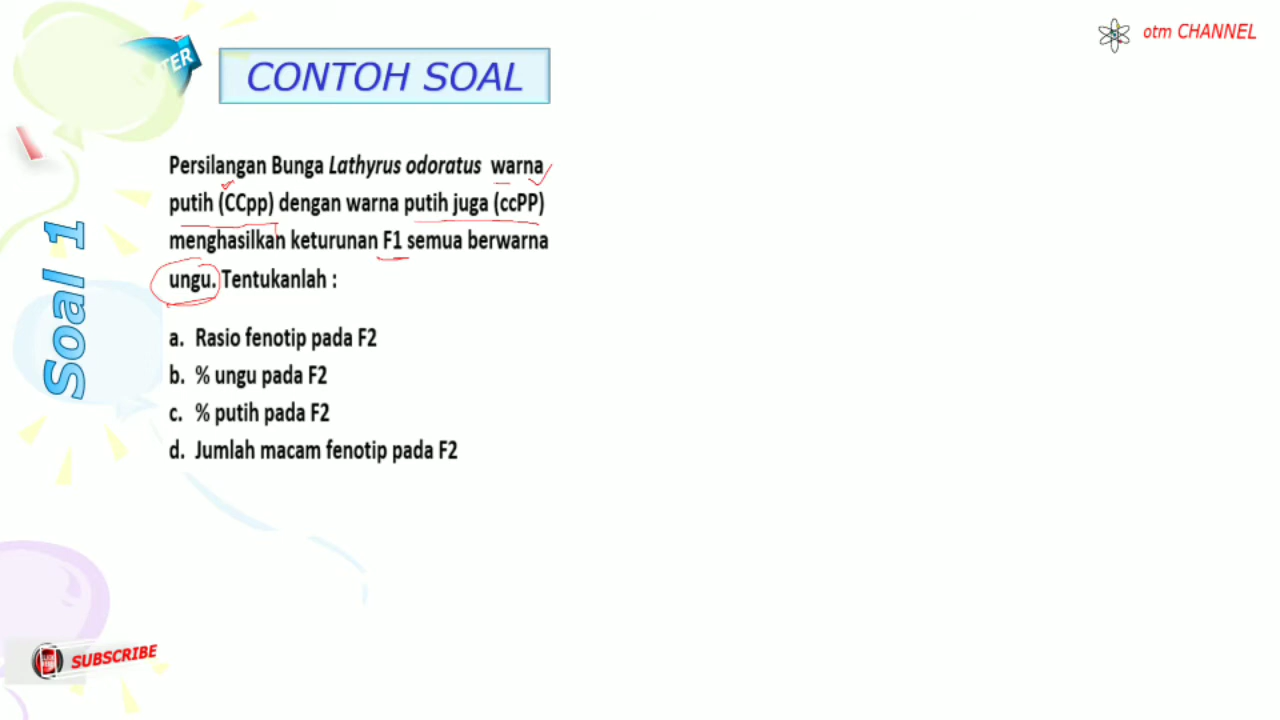 otm CHANNEL
TER
CONTOH SOAL
Soal 1
Persilangan Bunga Lathyrus odoratus warna
putih (CCpp) dengan warna putih juga (ccPP)
menghasilkan keturunan F1 semua berwarna
ungu. Tentukanlah :
a. Rasio fenotip pada F2
b. % ungu pada F2
c. % putih pada F2
d. Jumlah macam fenotip pada F2
SUBSCRIBE